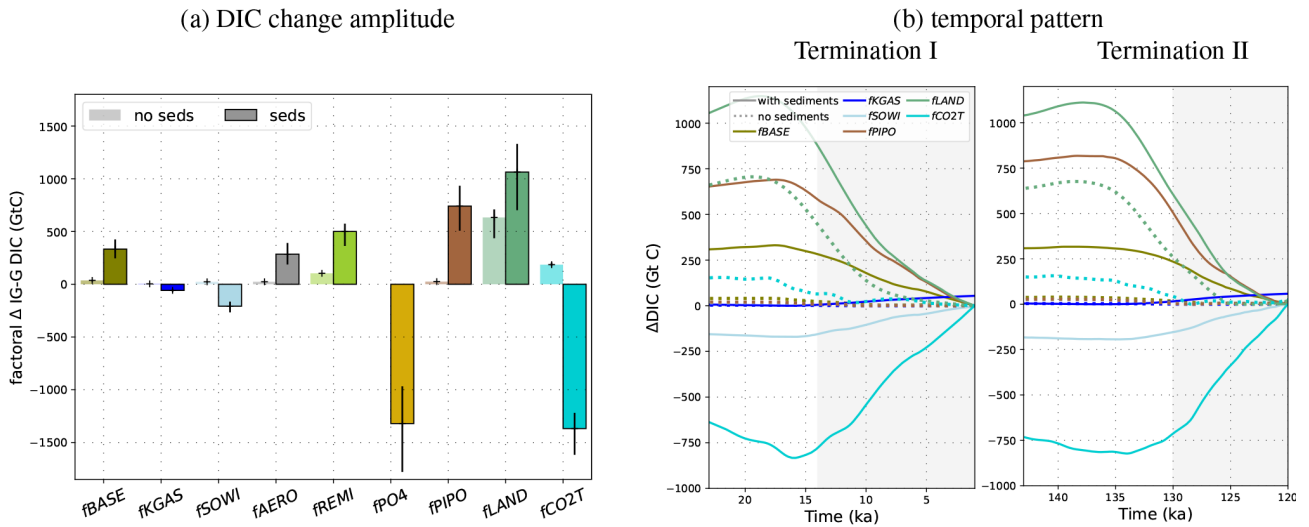 (a) DIC change amplitude
(b) temporal pattern
Termination I
Termination II
factoral Δ IG-G DIC (GtC)
1500
1000
500
0
−500
−1000
−1500
no seds
seds
fBASE
fKGAS
fSOWI
fAERO
fREMI
fPO4
fPIPO
fLAND
fCO2T
ΔDIC (Gt C)
1000
750
500
250
0
−250
−500
−750
−1000
with sediments
no sediments
fBASE
fKGAS
fSOWI
fPIPO
fLAND
fCO2T
20
15
10
5
Time (ka)
1000
750
500
250
0
−250
−500
−750
−1000
140
135
130
125
120
Time (ka)